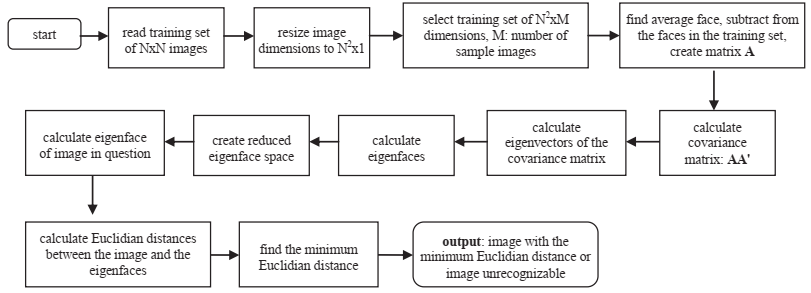 start
read training set
of NxN images
resize image
dimensions to N²x1
select training set of N²xM
dimensions, M: number of
sample images
find average face, subtract from
the faces in the training set,
create matrix A
calculate
covariance
matrix: AA'
calculate
eigenvectors of the
covariance matrix
calculate
eigenfaces
create reduced
eigenface space
calculate eigenface
of image in question
calculate Euclidian distances
between the image and the
eigenfaces
find the minimum
Euclidian distance
output: image with the
minimum Euclidian distance or
image unrecognizable